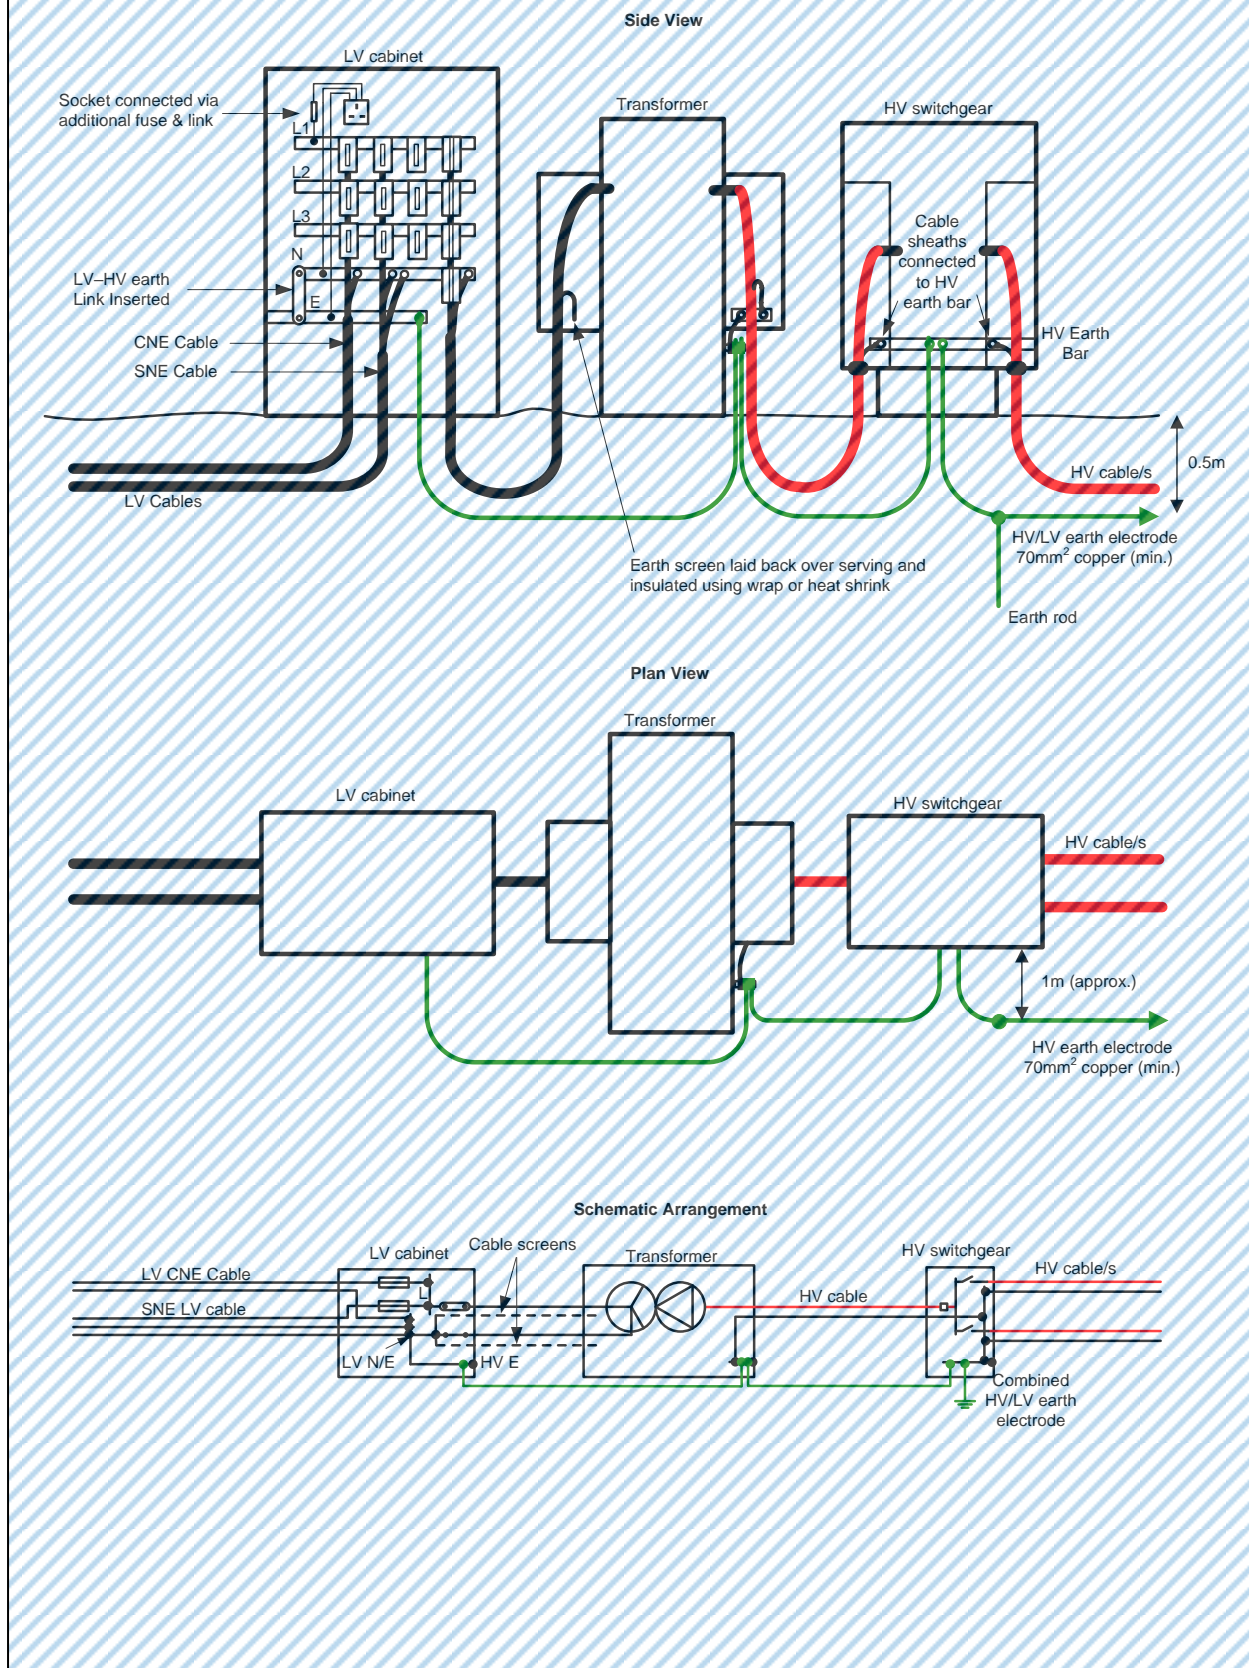 Side View
LV cabinet
Socket connected via
additional fuse & link
L1
L2
L3
N
LV–HV earth
Link Inserted
E
CNE Cable
SNE Cable
LV Cables
Transformer
HV switchgear
Cable
sheaths
connected
to HV
earth bar
HV Earth
Bar
0.5m
HV cable/s
HV/LV earth electrode
70mm² copper (min.)
Earth screen laid back over serving and
insulated using wrap or heat shrink
Earth rod
Plan View
Transformer
LV cabinet
HV switchgear
HV cable/s
1m (approx.)
HV earth electrode
70mm² copper (min.)
Schematic Arrangement
LV cabinet
Cable screens
Transformer
HV switchgear
LV CNE Cable
L
HV cable/s
SNE LV cable
HV cable
LV N/E
HV E
Combined
HV/LV earth
electrode